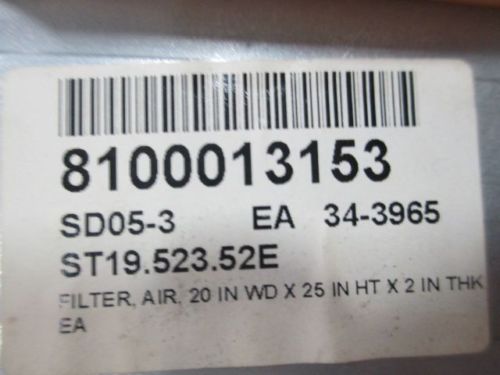 8100013153
SD05-3 EA 34-3965
ST19.523.52E
FILTER, AIR, 20 IN WD X 25 IN HT X 2 IN THK,
EA